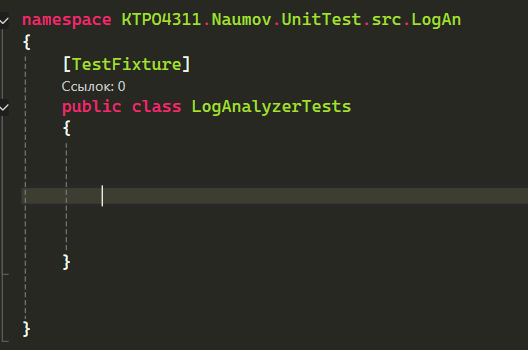 namespace KTPO4311.Naumov.UnitTest.src.LogAn
{
[TestFixture]
Ссылок: 0
public class LogAnalyzerTests
{
}
}